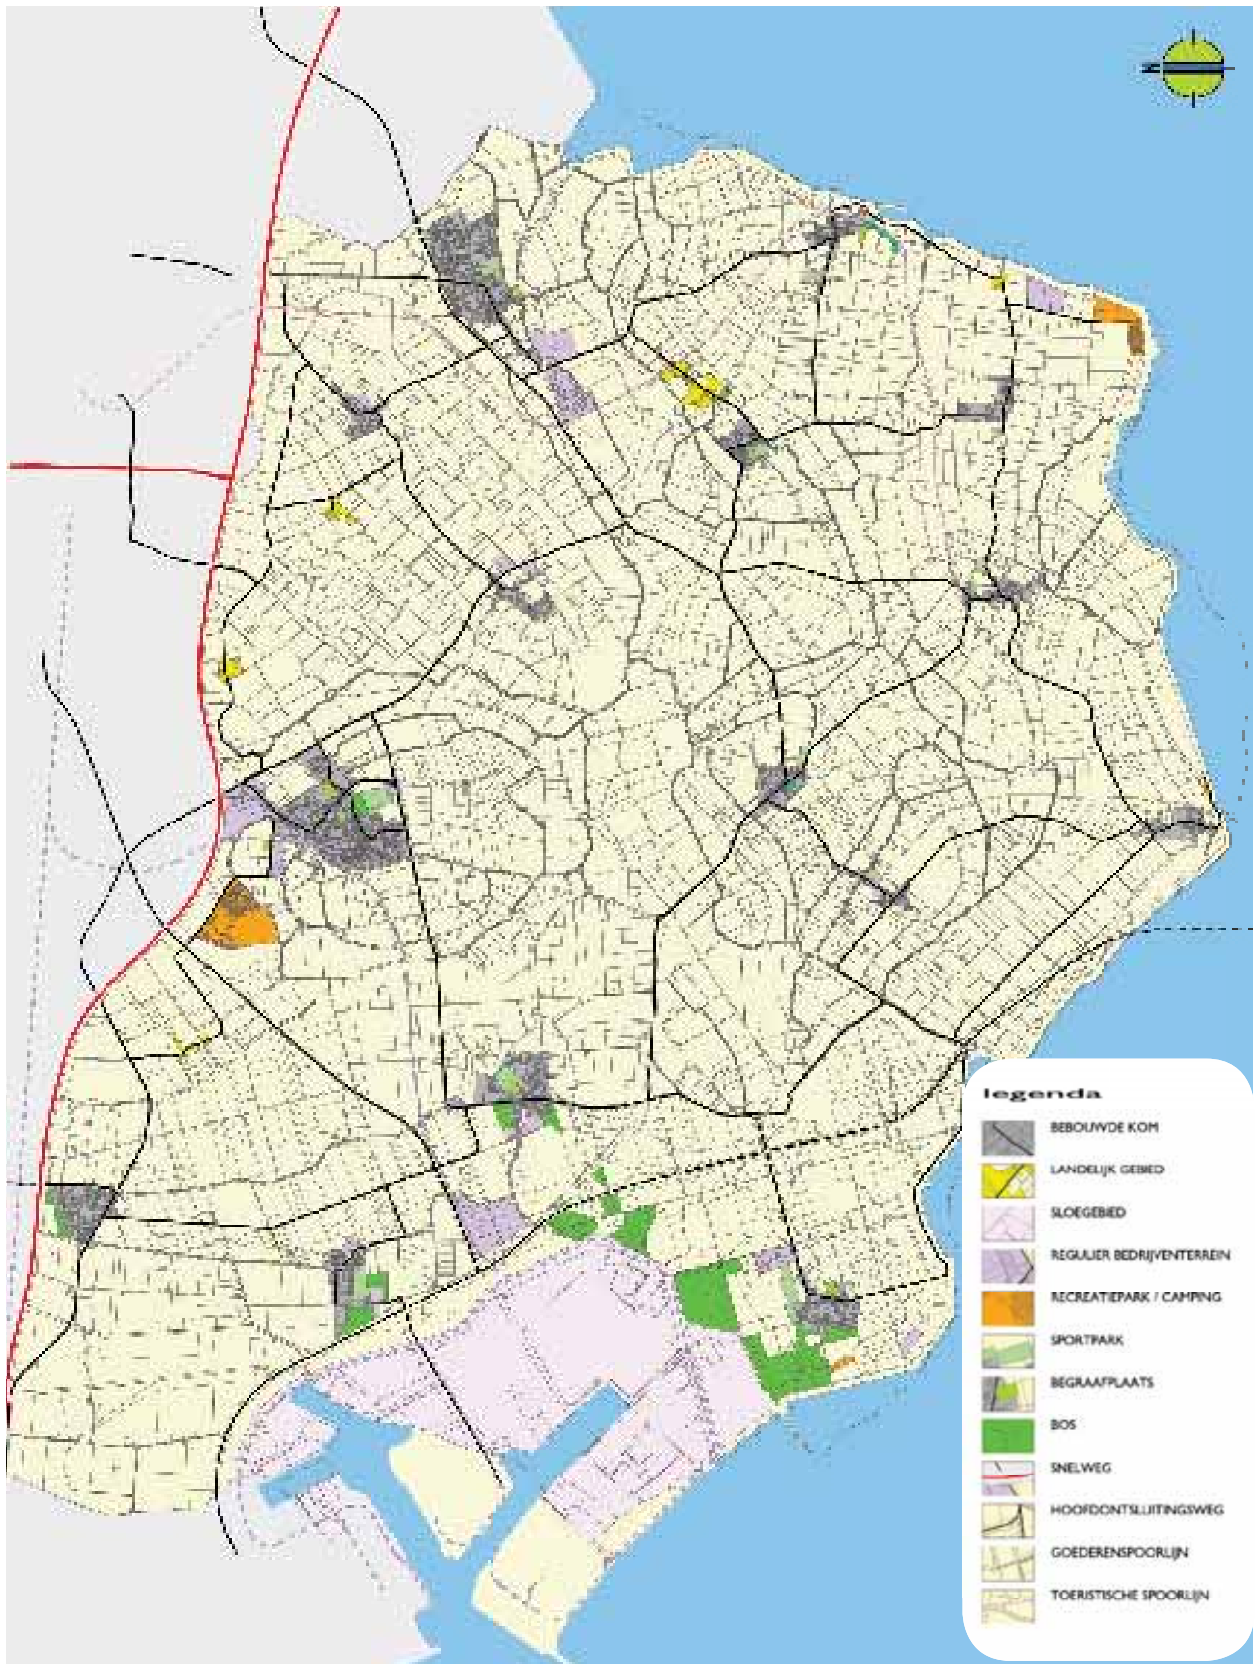 N
legenda
BEBOUWDE KOM
LANDELIJK GEBIED
SLOEGEBIED
REGULIER BEDRIJVENTERREIN
RECREATIEPARK / CAMPING
SPORTPARK
BEGRAAFPLAATS
BOS
SNELWEG
HOOFDONTSLUITINGSWEG
GOEDERENSPOORLIJN
TOERISTISCHE SPOORLIJN